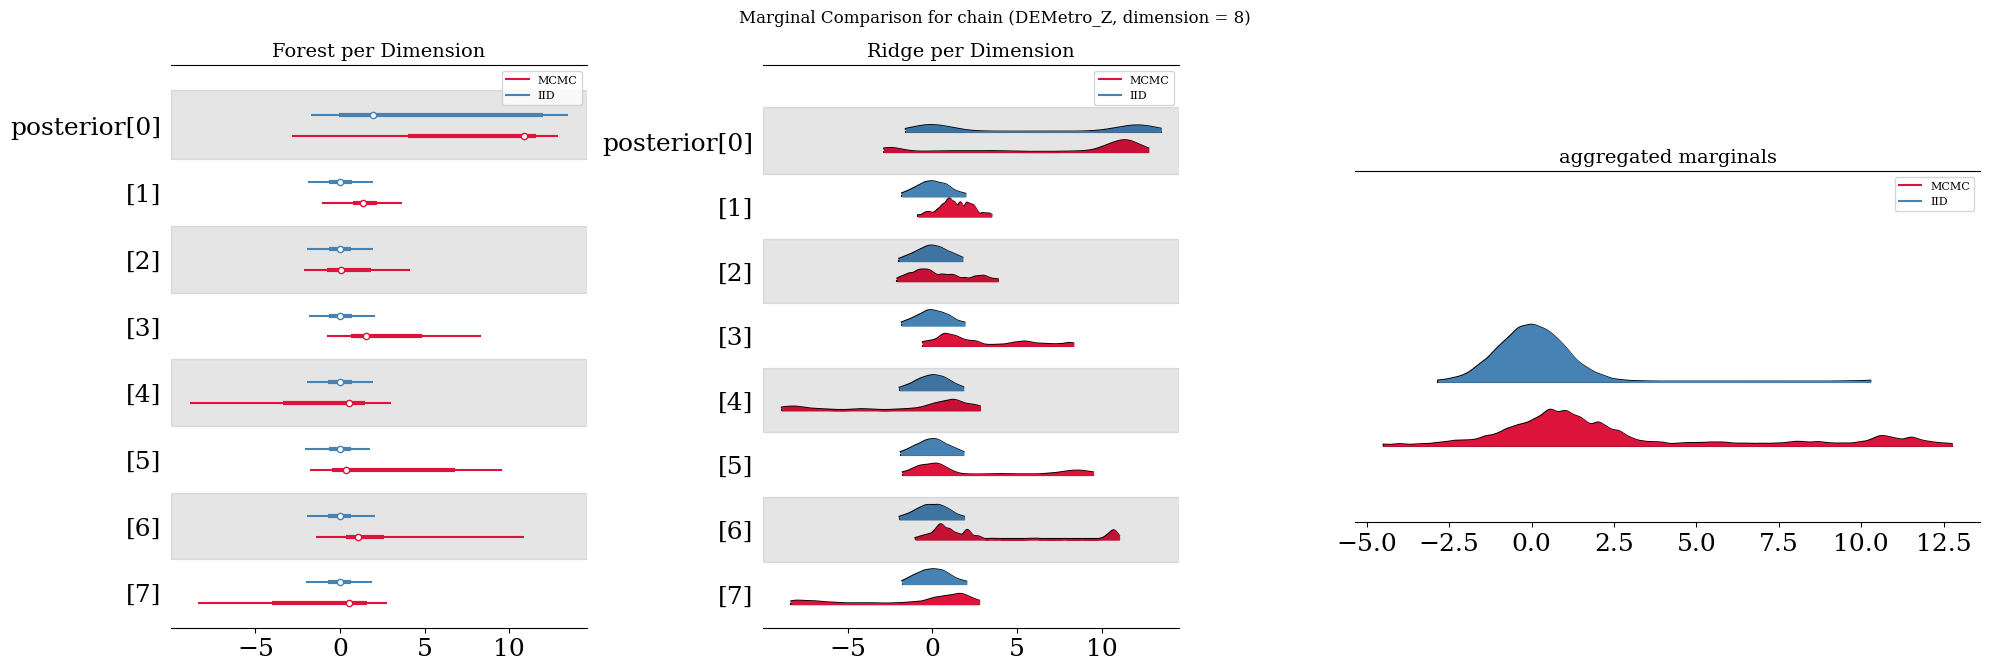 Marginal Comparison for chain (DEMetro_Z, dimension = 8)
Forest per Dimension
MCMC
IID
posterior[0]
[1]
[2]
[3]
[4]
[5]
[6]
[7]
−5 0 5 10
Ridge per Dimension
MCMC
IID
posterior[0]
[1]
[2]
[3]
[4]
[5]
[6]
[7]
−5 0 5 10
aggregated marginals
MCMC
IID
−5.0 −2.5 0.0 2.5 5.0 7.5 10.0 12.5